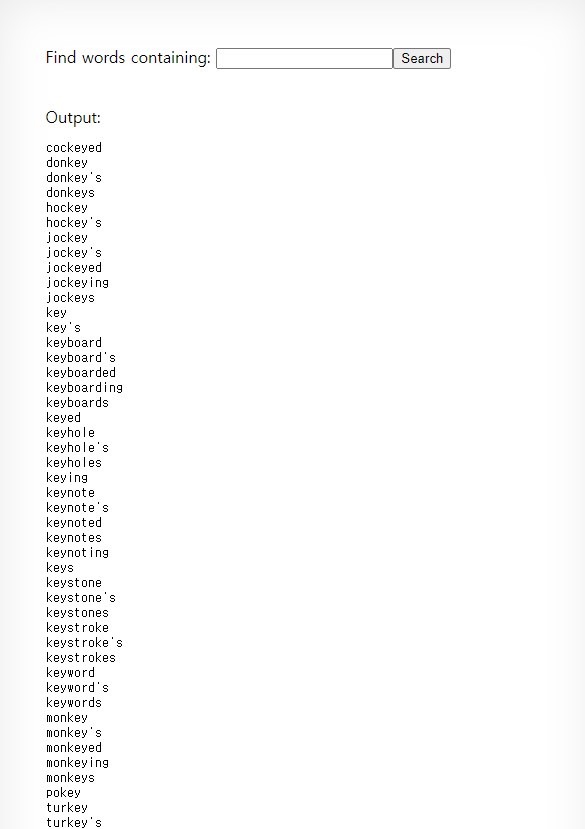 Find words containing: Search
Output:
cockeyed
donkey
donkey's
donkeys
hockey
hockey's
jockey
jockey's
jockeyed
jockeying
jockeys
key
key's
keyboard
keyboard's
keyboarded
keyboarding
keyboards
keyed
keyhole
keyhole's
keyholes
keying
keynote
keynote's
keynoted
keynotes
keynoting
keys
keystone
keystone's
keystones
keystroke
keystroke's
keystrokes
keyword
keyword's
keywords
monkey
monkey's
monkeyed
monkeying
monkeys
pokey
turkey
turkey's